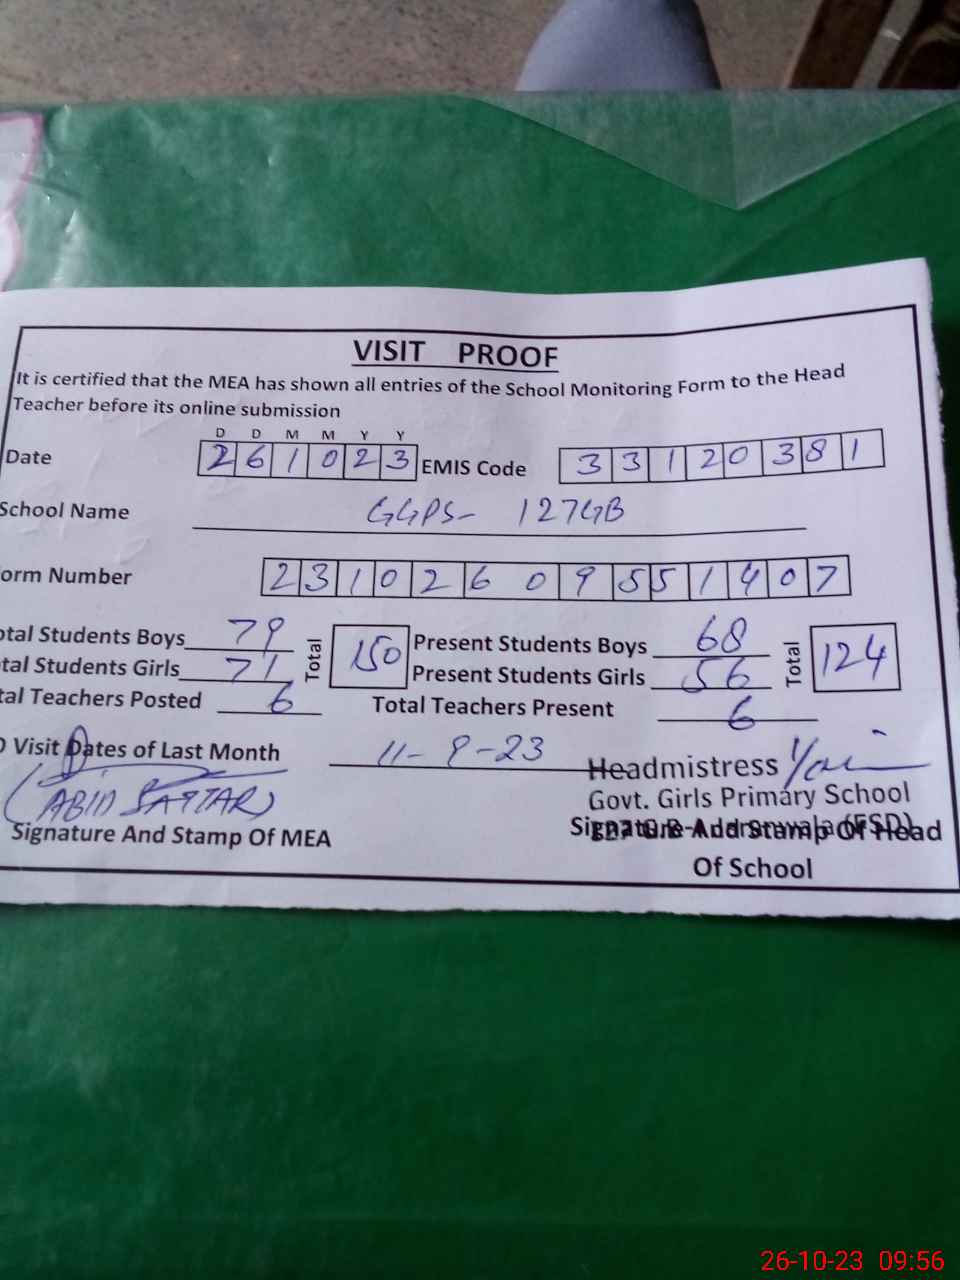 VISIT PROOF
It is certified that the MEA has shown all entries of the School Monitoring Form to the Head
Teacher before its online submission
D D M M Y Y
Date 2 6 1 0 2 3 EMIS Code 3 3 1 2 0 3 8 1
School Name GGPS- 127GB
orm Number 2 3 1 0 2 6 0 9 5 5 1 4 0 7
otal Students Boys 79 Total 150 Present Students Boys 68 Total 124
tal Students Girls 71 Present Students Girls 56
tal Teachers Posted 6 Total Teachers Present 6
O Visit Dates of Last Month 11-9-23
Headmistress
(ABID SATTAR)
Govt. Girls Primary School
Signature And Stamp Of MEA
Signature And Stamp Of Head
Of School
26-10-23 09:56